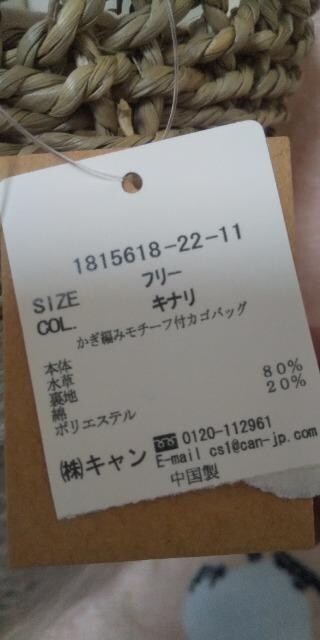 1815618-22-11
SIZE フリー
COL. キナリ
かぎ編みモチーフ付カゴバッグ
本体
水草
裏地
綿 80%
ポリエステル 20%
㈱キャン 0120-112961
E-mail cs1@can-jp.com
中国製